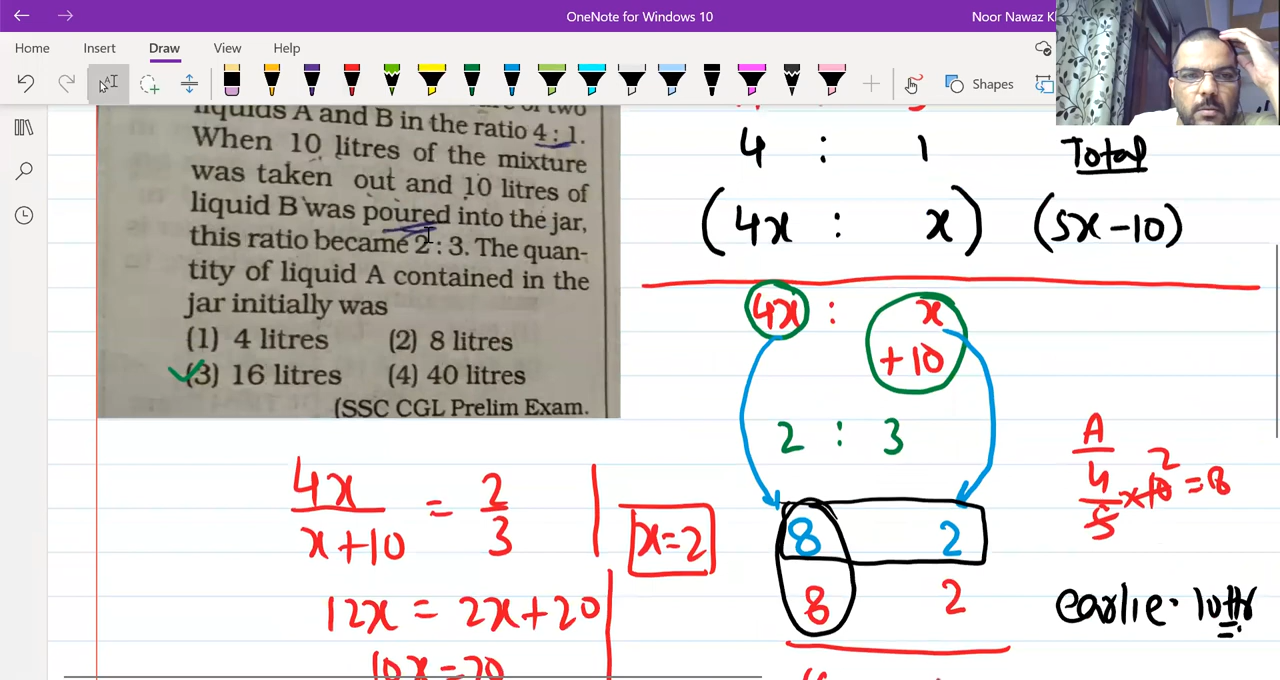 OneNote for Windows 10
Noor Nawaz
Home Insert Draw View Help
Shapes
liquids A and B in the ratio 4 : 1.
When 10 litres of the mixture
was taken out and 10 litres of
liquid B was poured into the jar,
this ratio became 2 : 3. The quan-
tity of liquid A contained in the
jar initially was
(1) 4 litres (2) 8 litres
(3) 16 litres (4) 40 litres
(SSC CGL Prelim Exam.
4 : 1 Total
(4x : x) (5x-10)
4x : x
+10
2 : 3
8 2
8 2
A
4/5 x 10 2 = 8
earlie. 10ltr
4x/x+10 = 2/3
x=2
12x = 2x+20
10x=20